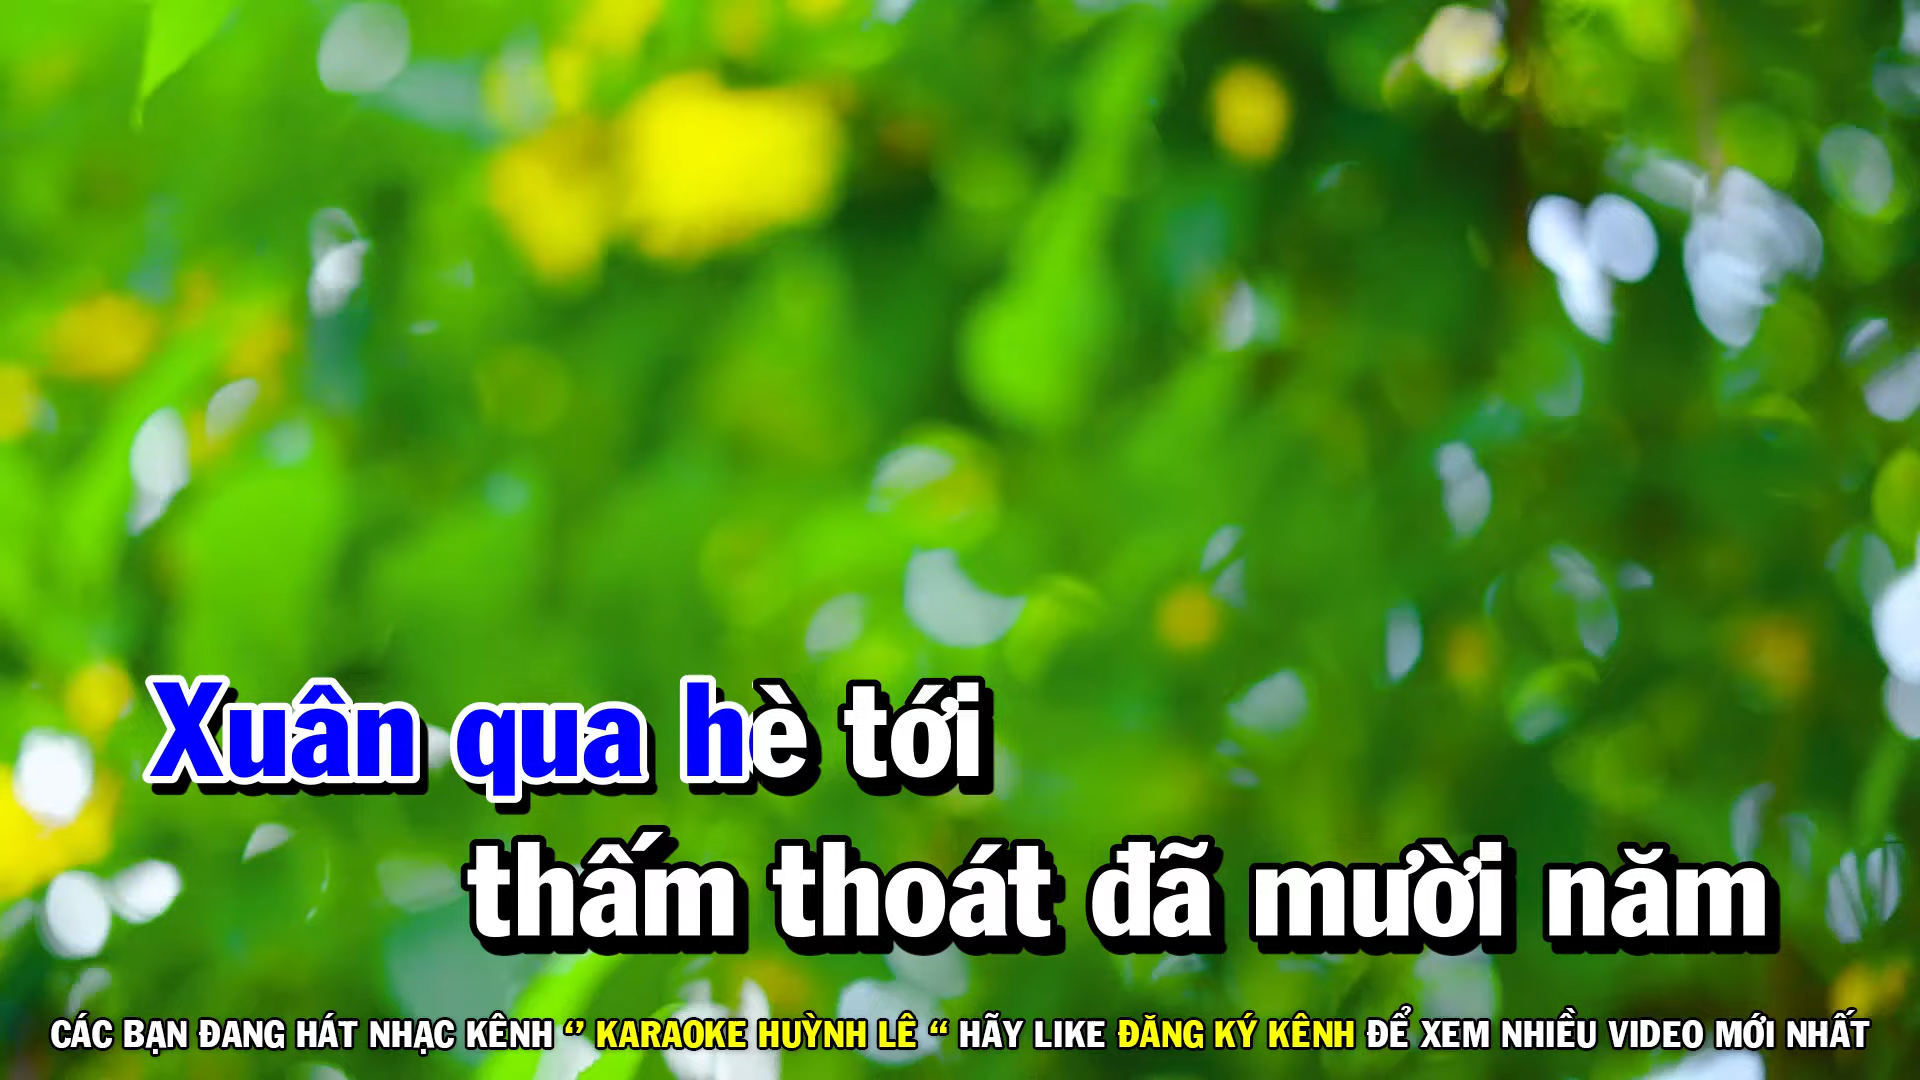 Xuân qua hè tới
thấm thoát đã mười năm
CÁC BẠN ĐANG HÁT NHẠC KÊNH “ KARAOKE HUỲNH LÊ “ HÃY LIKE ĐĂNG KÝ KÊNH ĐỂ XEM NHIỀU VIDEO MỚI NHẤT